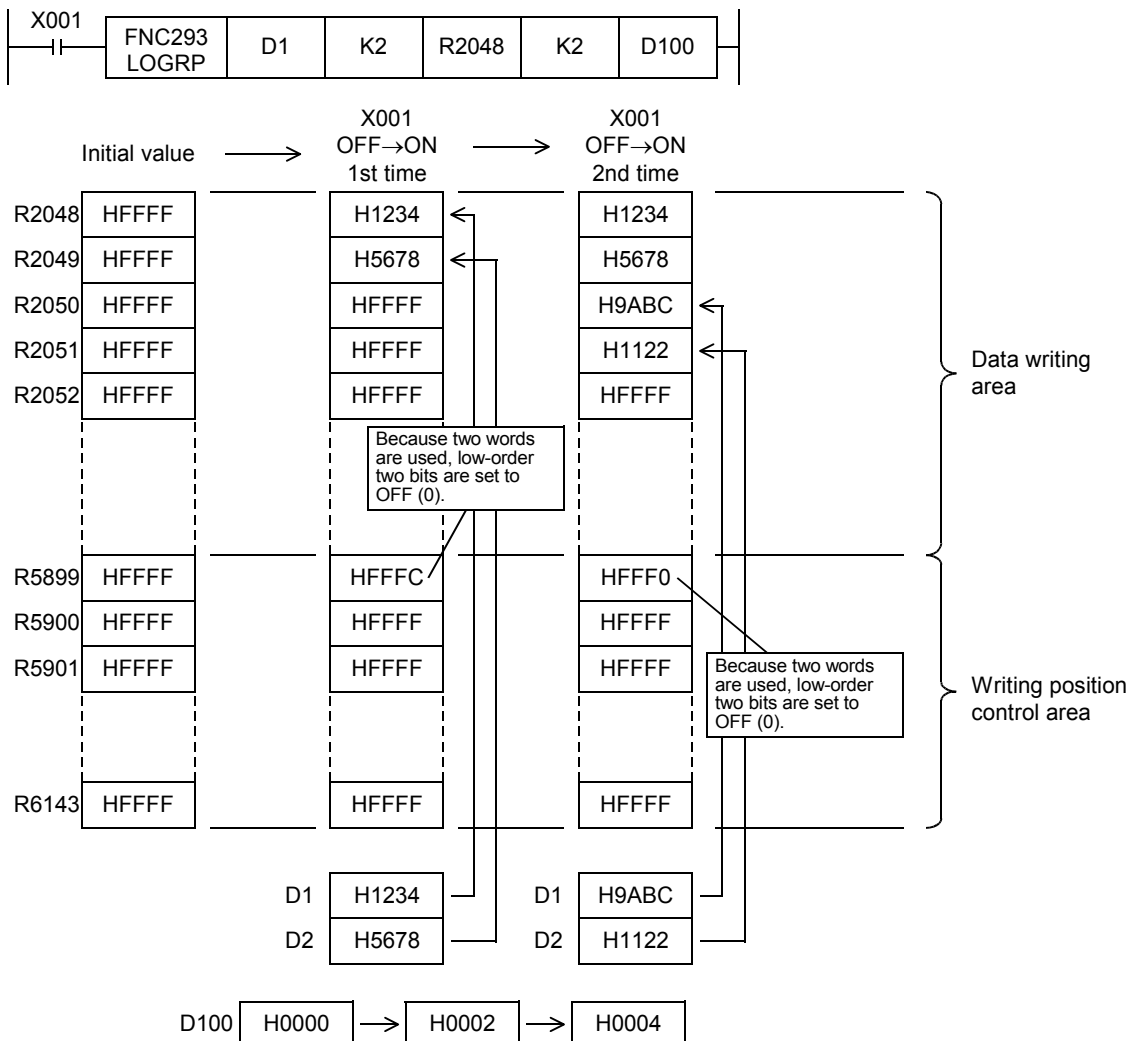 X001
FNC293
LOGRP
D1
K2
R2048
K2
D100
Initial value
X001
OFF→ON
1st time
X001
OFF→ON
2nd time
R2048 HFFFF H1234 H1234
R2049 HFFFF H5678 H5678
R2050 HFFFF HFFFF H9ABC
R2051 HFFFF HFFFF H1122
R2052 HFFFF HFFFF HFFFF
Data writing
area
Because two words
are used, low-order
two bits are set to
OFF (0).
R5899 HFFFF HFFFC HFFF0
R5900 HFFFF HFFFF HFFFF
R5901 HFFFF HFFFF HFFFF
Because two words
are used, low-order
two bits are set to
OFF (0).
Writing position
control area
R6143 HFFFF HFFFF HFFFF
D1 H1234 D1 H9ABC
D2 H5678 D2 H1122
D100 H0000 → H0002 → H0004